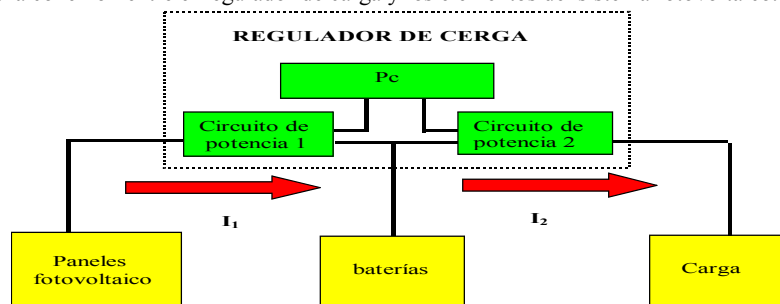 REGULADOR DE CERGA
Pc
Circuito de
potencia 1
Circuito de
potencia 2
I₁
I₂
Paneles
fotovoltaico
baterías
Carga